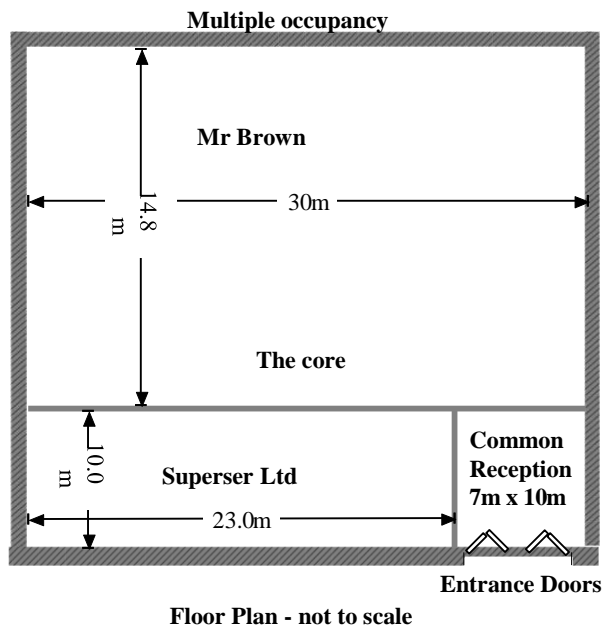 Multiple occupancy
Mr Brown
30m
14.8
m
The core
10.0
m
Superser Ltd
23.0m
Common
Reception
7m x 10m
Entrance Doors
Floor Plan - not to scale